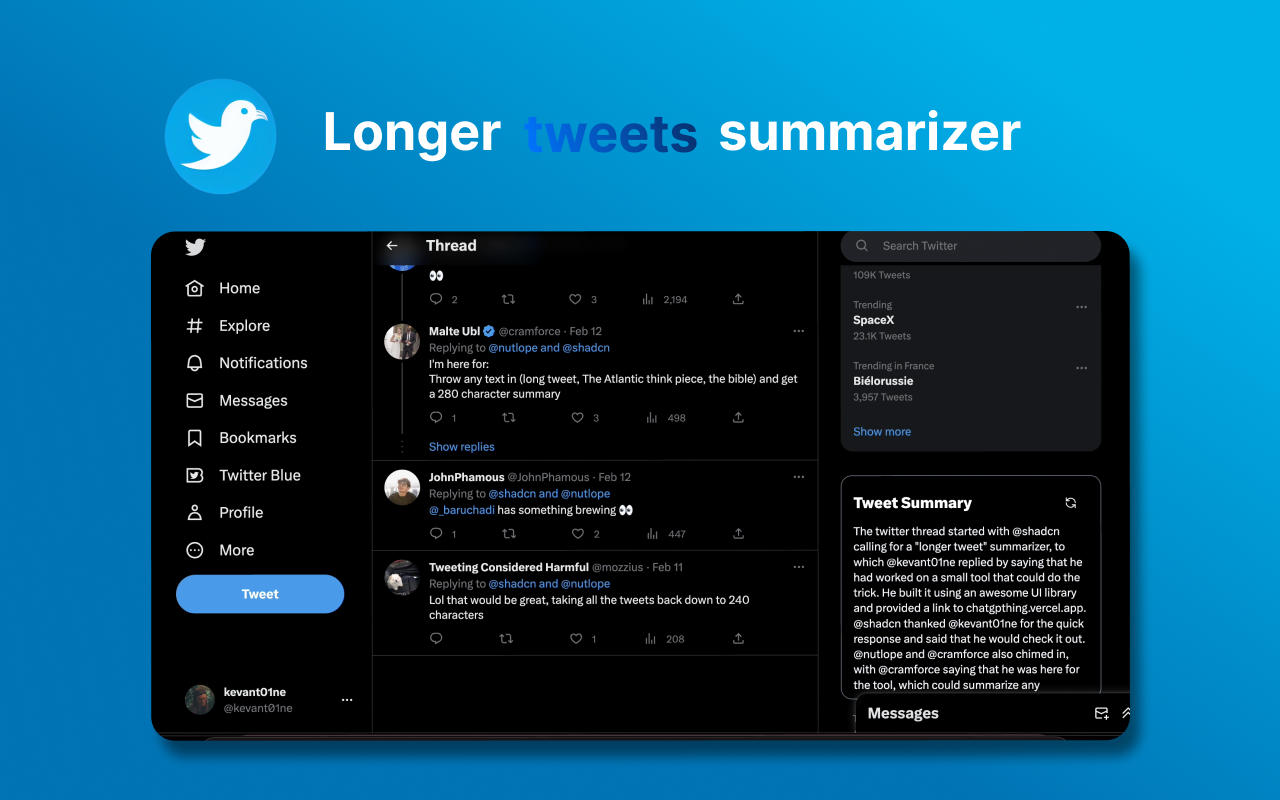 Longer tweets summarizer
Home
Explore
Notifications
Messages
Bookmarks
Twitter Blue
Profile
More
Tweet
kevant01ne
@kevant01ne
Thread
👀
2 3 2,194
Malte Ubl @cramforce · Feb 12
Replying to @nutlope and @shadcn
I'm here for:
Throw any text in (long tweet, The Atlantic think piece, the bible) and get
a 280 character summary
1 3 498
Show replies
JohnPhamous @JohnPhamous · Feb 12
Replying to @shadcn and @nutlope
@_baruchadi has something brewing 👀
1 2 447
Tweeting Considered Harmful @mozzius · Feb 11
Replying to @shadcn and @nutlope
Lol that would be great, taking all the tweets back down to 240
characters
1 208
Search Twitter
109K Tweets
Trending
SpaceX
23.1K Tweets
Trending in France
Biélorussie
3,957 Tweets
Show more
Tweet Summary
The twitter thread started with @shadcn
calling for a "longer tweet" summarizer, to
which @kevant01ne replied by saying that he
had worked on a small tool that could do the
trick. He built it using an awesome UI library
and provided a link to chatgpthing.vercel.app.
@shadcn thanked @kevant01ne for the quick
response and said that he would check it out.
@nutlope and @cramforce also chimed in,
with @cramforce saying that he was here for
the tool, which could summarize any
Messages